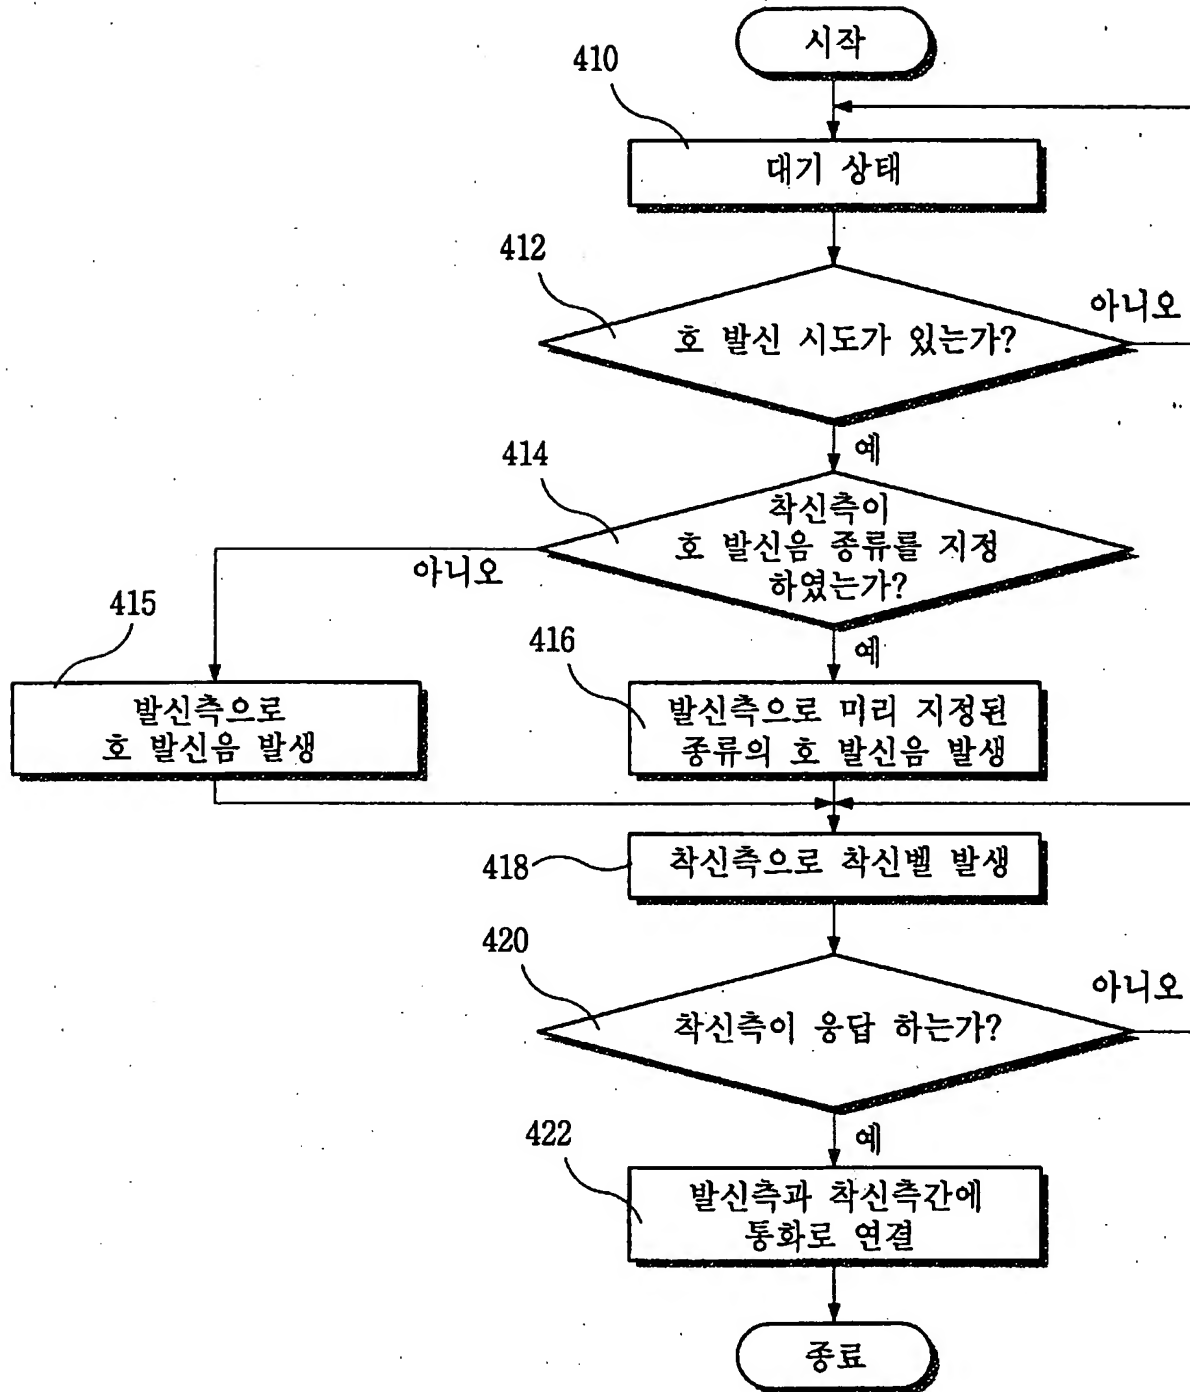 시작
410
대기 상태
412
호 발신 시도가 있는가?
아니오
예
414
착신측이
호 발신음 종류를 지정
하였는가?
아니오
예
415
발신측으로
호 발신음 발생
416
발신측으로 미리 지정된
종류의 호 발신음 발생
418
착신측으로 착신벨 발생
420
착신측이 응답 하는가?
아니오
예
422
발신측과 착신측간에
통화로 연결
종료